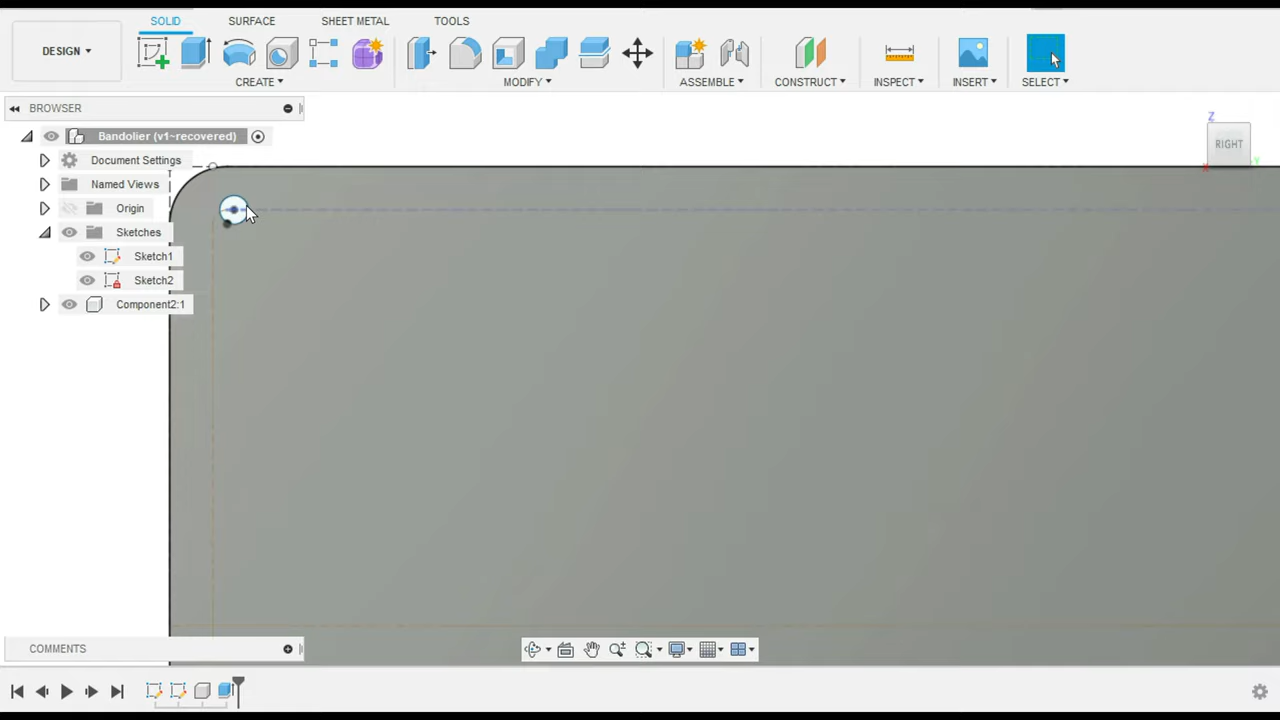 SOLID SURFACE SHEET METAL TOOLS
DESIGN
CREATE MODIFY ASSEMBLE CONSTRUCT INSPECT INSERT SELECT
BROWSER
Bandolier (v1~recovered)
Document Settings
Named Views
Origin
Sketches
Sketch1
Sketch2
Component2:1
Z
RIGHT
Y
X
COMMENTS